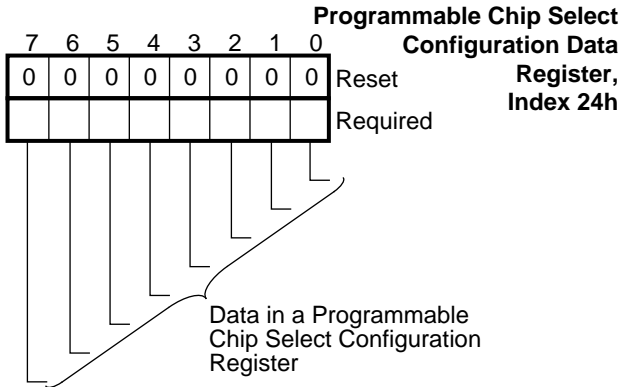 Programmable Chip Select
Configuration Data
Register,
Index 24h
7 6 5 4 3 2 1 0
0 0 0 0 0 0 0 0 Reset
Required
Data in a Programmable
Chip Select Configuration
Register